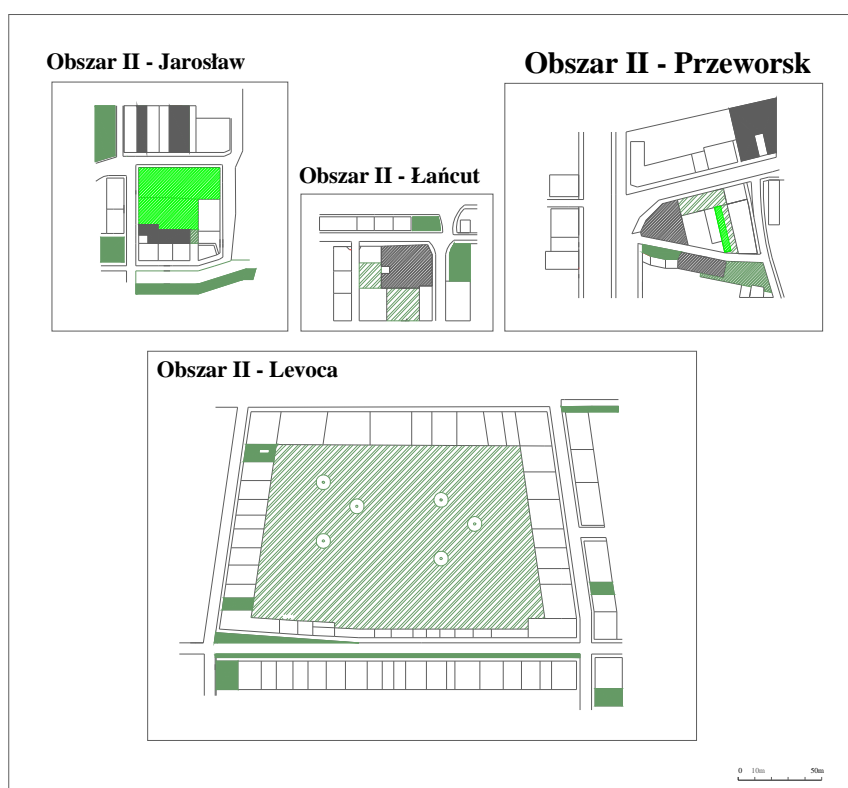 Obszar II - Jarosław
Obszar II - Przeworsk
Obszar II - Łańcut
Obszar II - Levoca
0 10m 50m